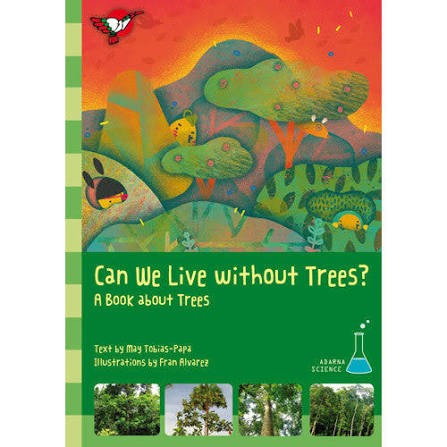 Can We Live without Trees?
A Book about Trees
Text by May Tobias-Papa
Illustrations by Fran Alvarez
ADARNA
SCIENCE